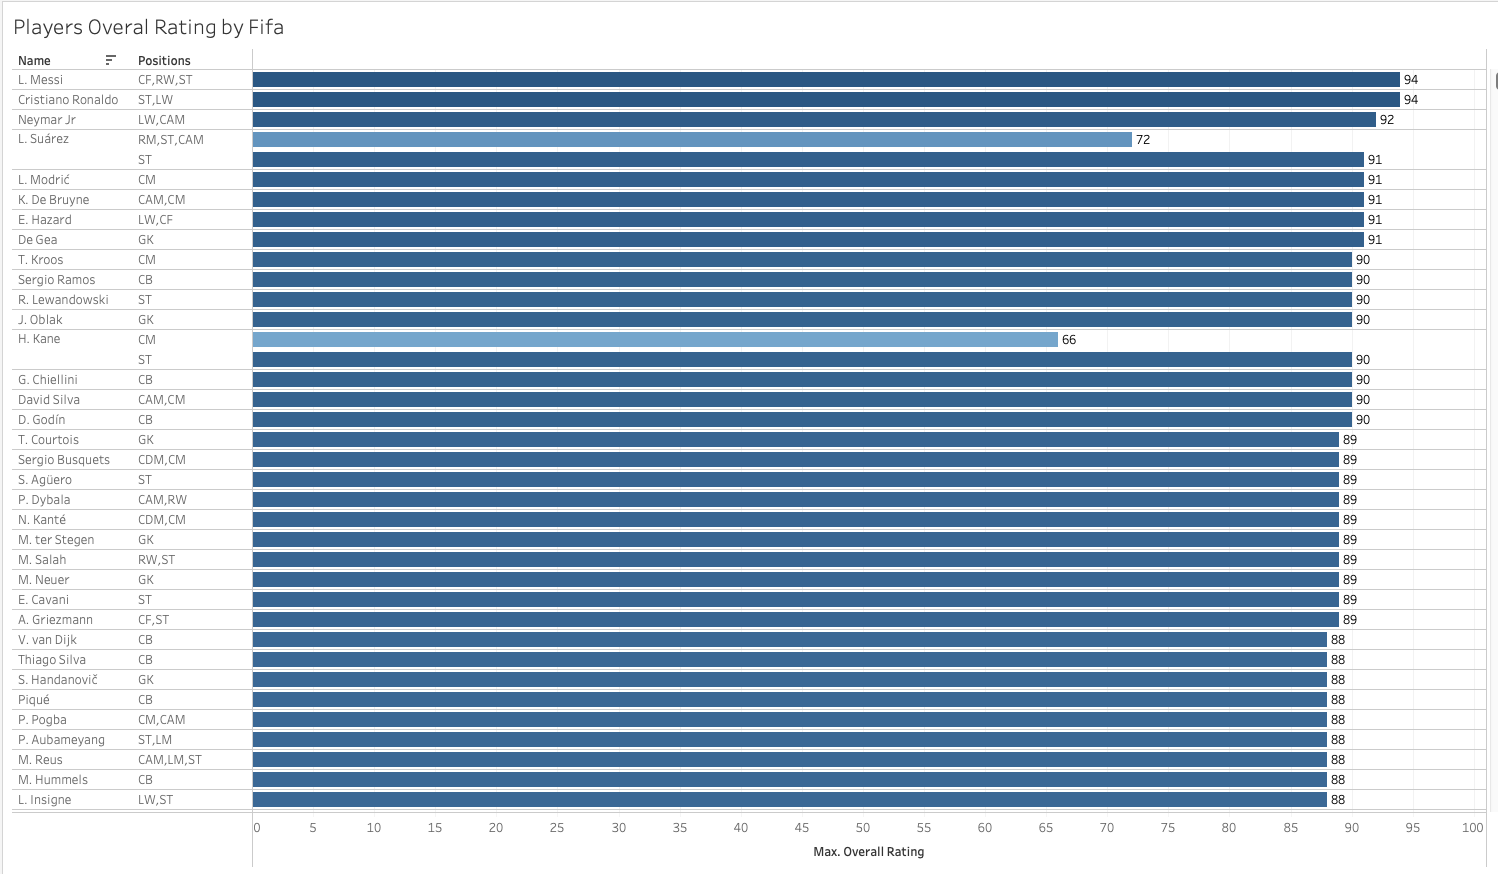 Players Overal Rating by Fifa
Name Positions
L. Messi CF,RW,ST 94
Cristiano Ronaldo ST,LW 94
Neymar Jr LW,CAM 92
L. Suárez RM,ST,CAM 72
ST 91
L. Modrić CM 91
K. De Bruyne CAM,CM 91
E. Hazard LW,CF 91
De Gea GK 91
T. Kroos CM 90
Sergio Ramos CB 90
R. Lewandowski ST 90
J. Oblak GK 90
H. Kane CM 66
ST 90
G. Chiellini CB 90
David Silva CAM,CM 90
D. Godín CB 90
T. Courtois GK 89
Sergio Busquets CDM,CM 89
S. Agüero ST 89
P. Dybala CAM,RW 89
N. Kanté CDM,CM 89
M. ter Stegen GK 89
M. Salah RW,ST 89
M. Neuer GK 89
E. Cavani ST 89
A. Griezmann CF,ST 89
V. van Dijk CB 88
Thiago Silva CB 88
S. Handanovič GK 88
Piqué CB 88
P. Pogba CM,CAM 88
P. Aubameyang ST,LM 88
M. Reus CAM,LM,ST 88
M. Hummels CB 88
L. Insigne LW,ST 88
0 5 10 15 20 25 30 35 40 45 50 55 60 65 70 75 80 85 90 95 100
Max. Overall Rating